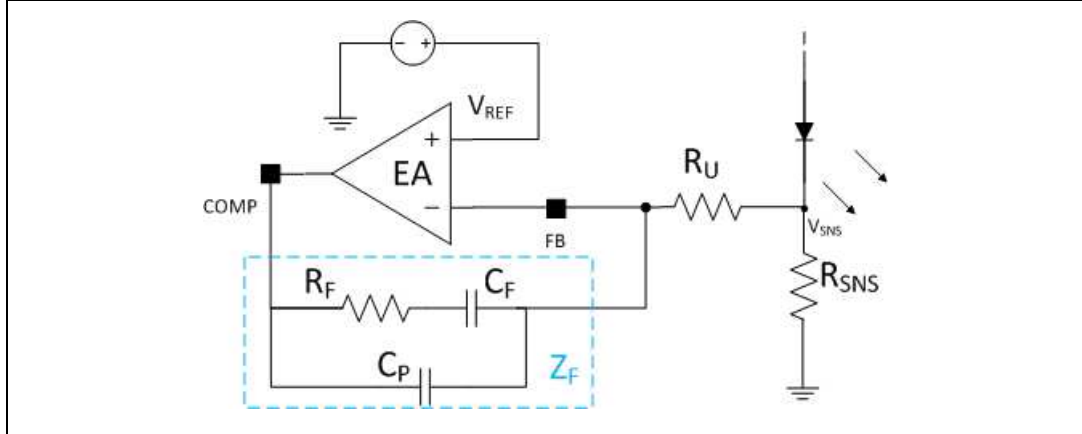 - +
V_REF
+
EA
−
R_U
COMP
FB
V_SNS
R_F
C_F
R_SNS
C_P
Z_F